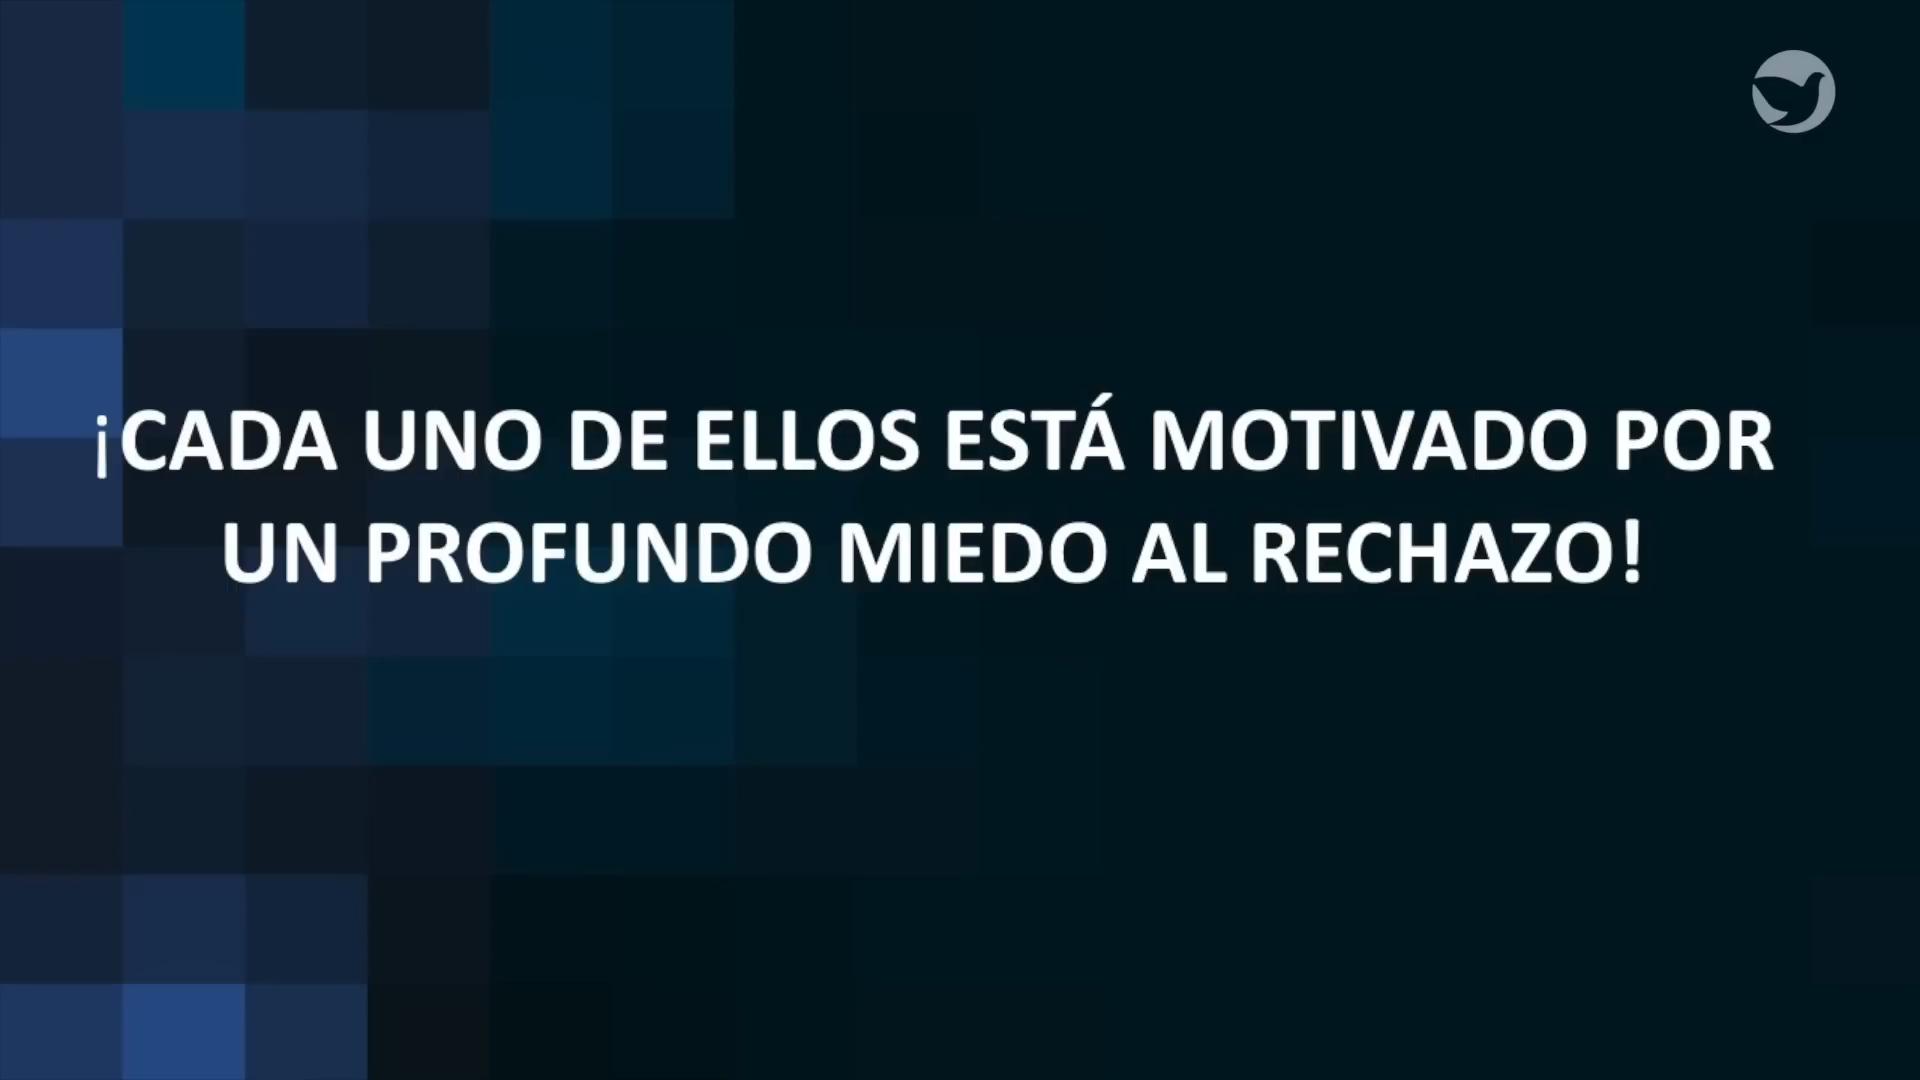 ¡CADA UNO DE ELLOS ESTÁ MOTIVADO POR
UN PROFUNDO MIEDO AL RECHAZO!